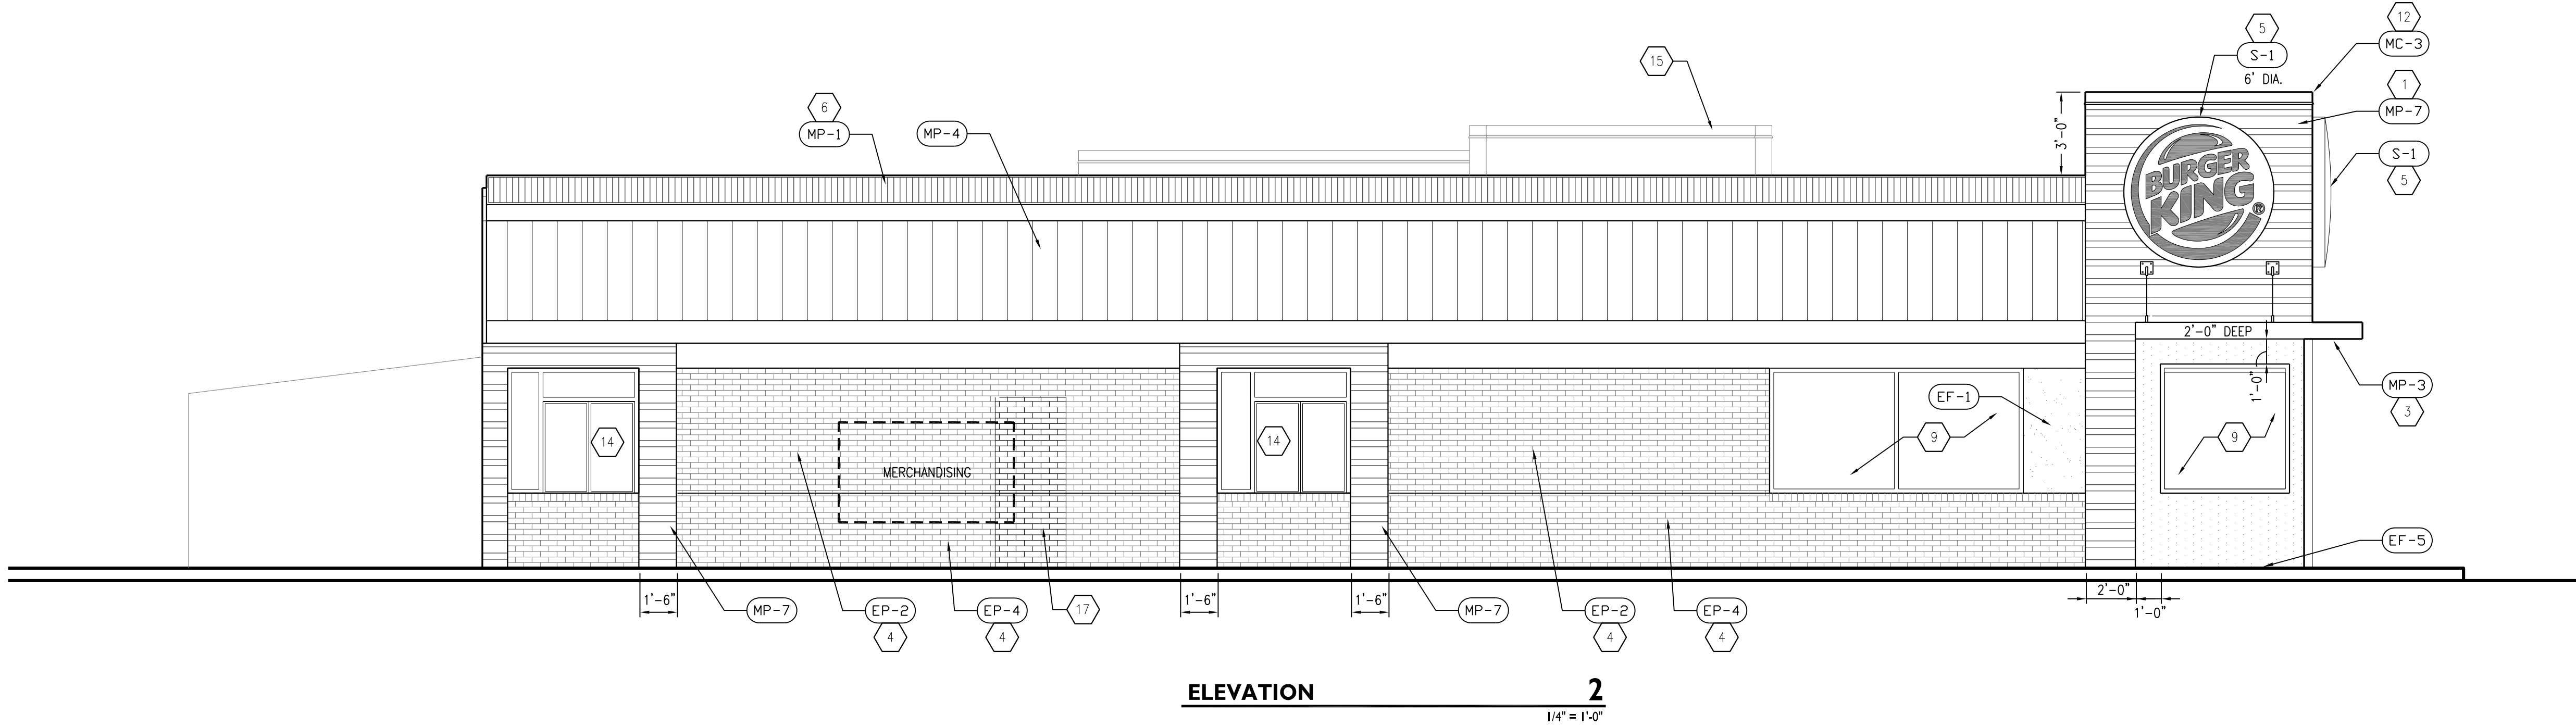 12
5
MC-3
S-1
6' DIA.
15
1
MP-7
6
MP-1
MP-4
3'-0"
S-1
5
BURGER
KING
®
2'-0" DEEP
1'-0"
MP-3
3
EF-1
14
14
9
9
MERCHANDISING
EF-5
1'-6"
MP-7
EP-2
4
EP-4
4
17
1'-6"
1'-6"
MP-7
EP-2
4
EP-4
4
2'-0"
1'-0"
ELEVATION 2
1/4" = 1'-0"